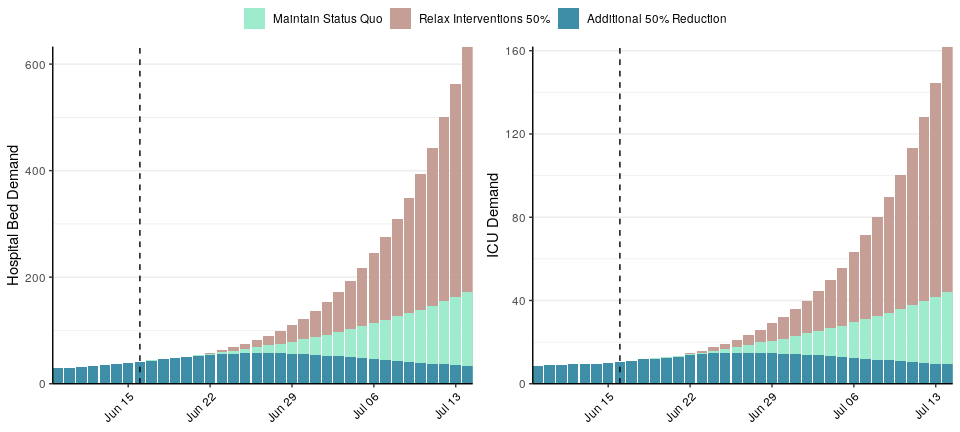 Maintain Status Quo Relax Interventions 50% Additional 50% Reduction
Hospital Bed Demand
600
400
200
0
Jun 15
Jun 22
Jun 29
Jul 06
Jul 13
ICU Demand
160
120
80
40
0
Jun 15
Jun 22
Jun 29
Jul 06
Jul 13